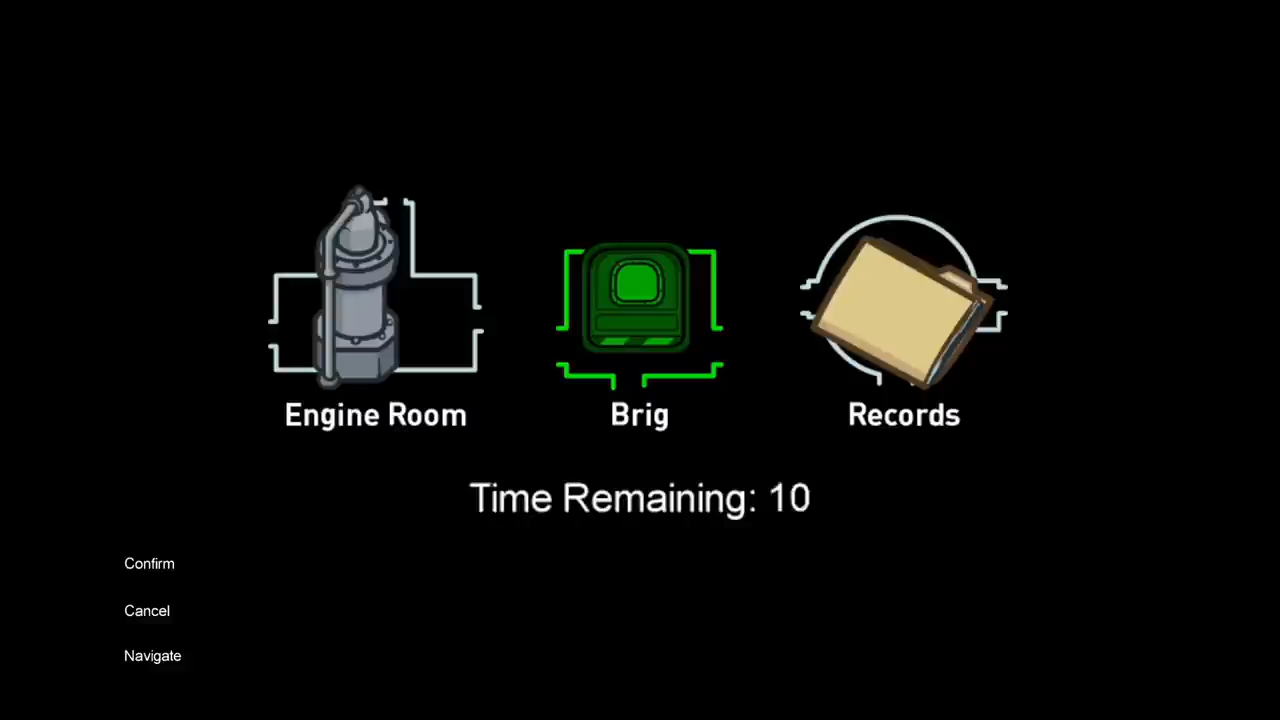 Engine Room
Brig
Records
Time Remaining: 10
Confirm
Cancel
Navigate